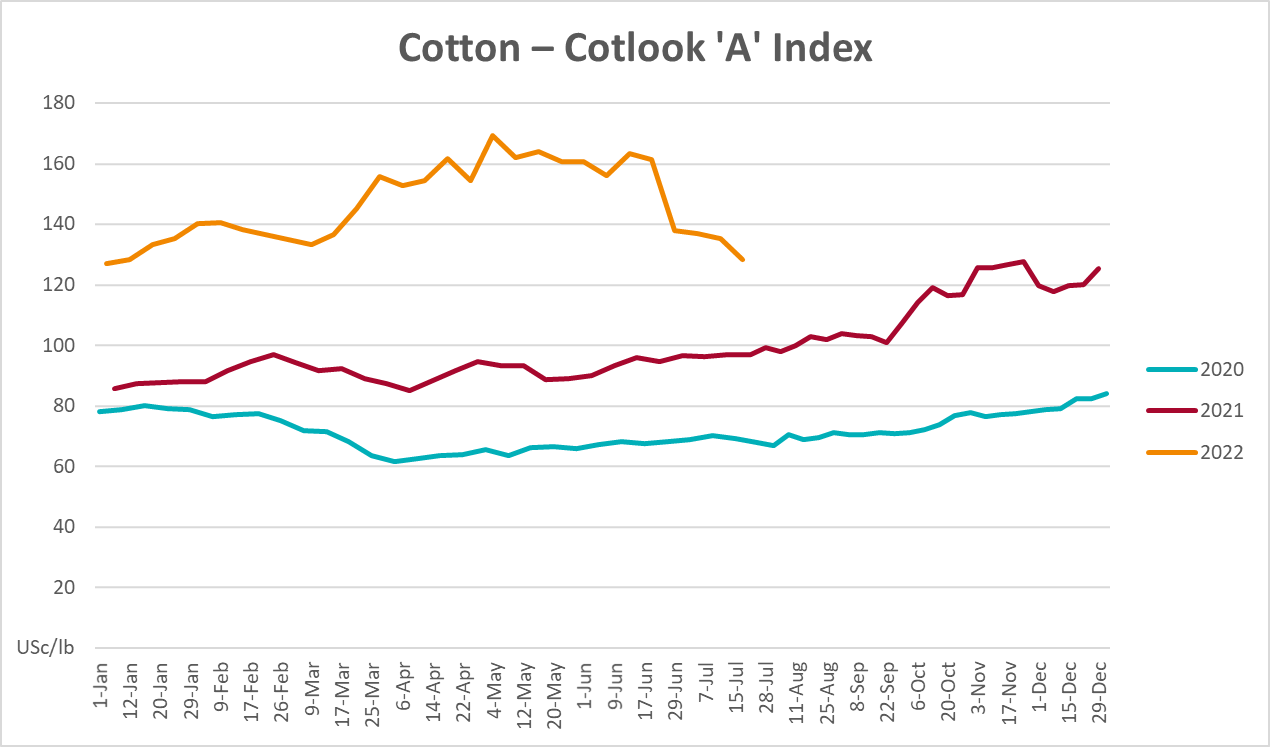 Cotton – Cotlook 'A' Index
180
160
140
120
100
80
60
40
20
USc/lb
1-Jan
12-Jan
20-Jan
29-Jan
9-Feb
17-Feb
26-Feb
9-Mar
17-Mar
25-Mar
6-Apr
14-Apr
22-Apr
4-May
12-May
20-May
1-Jun
9-Jun
17-Jun
29-Jun
7-Jul
15-Jul
28-Jul
11-Aug
25-Aug
8-Sep
22-Sep
6-Oct
20-Oct
3-Nov
17-Nov
1-Dec
15-Dec
29-Dec
2020
2021
2022